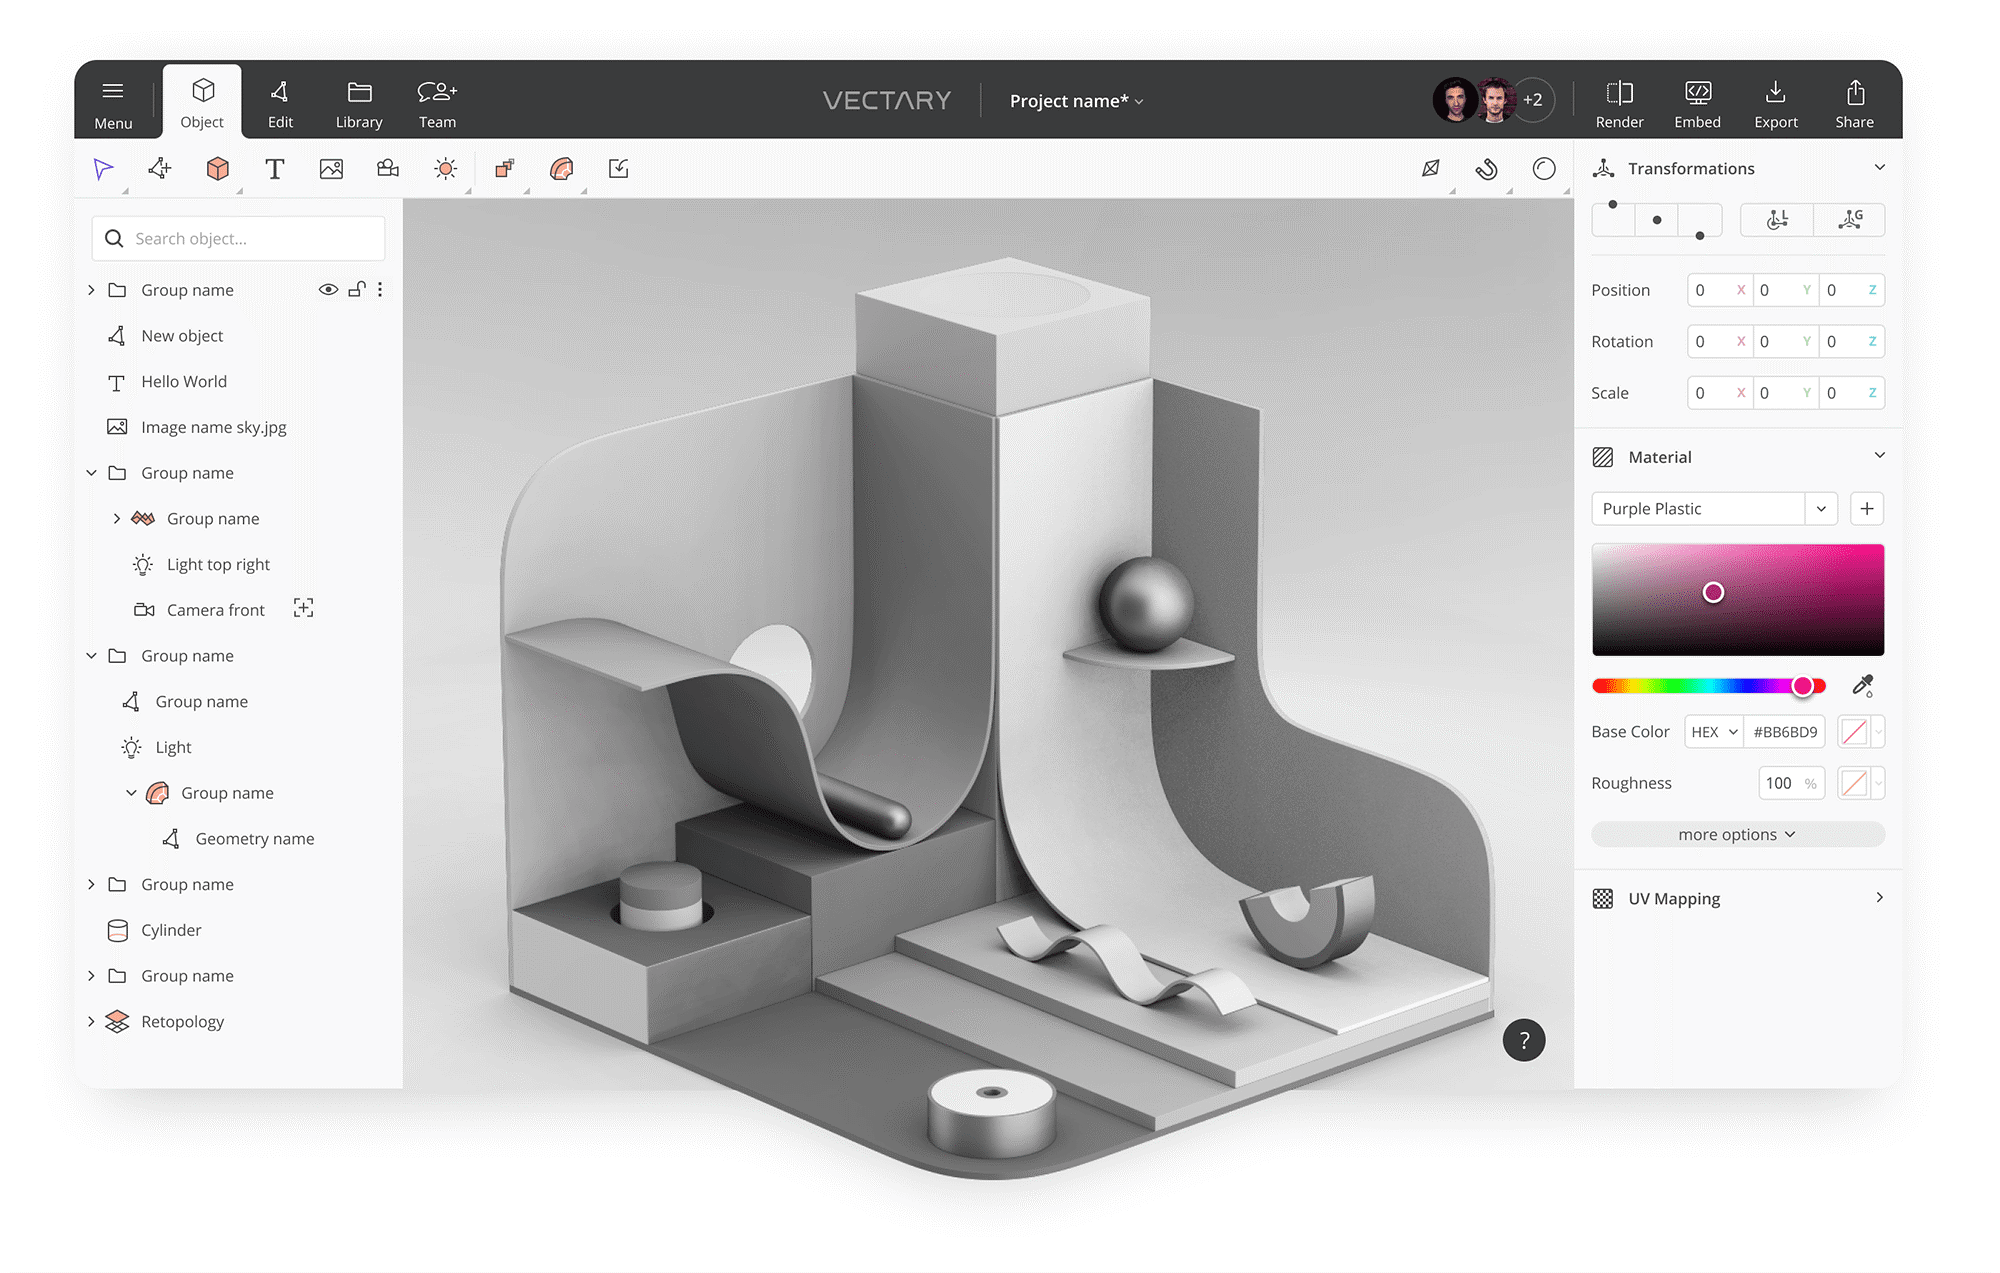 Menu
Object
Edit
Library
Team
VECTARY
Project name*
+2
Render
Embed
Export
Share
T
Search object...
Group name
New object
Hello World
Image name sky.jpg
Group name
Group name
Light top right
Camera front
Group name
Group name
Light
Group name
Geometry name
Group name
Cylinder
Group name
Retopology
?
Transformations
L
G
Position 0 X 0 Y 0 Z
Rotation 0 X 0 Y 0 Z
Scale 0 X 0 Y 0 Z
Material
Purple Plastic
Base Color HEX #BB6BD9
Roughness 100 %
more options
UV Mapping